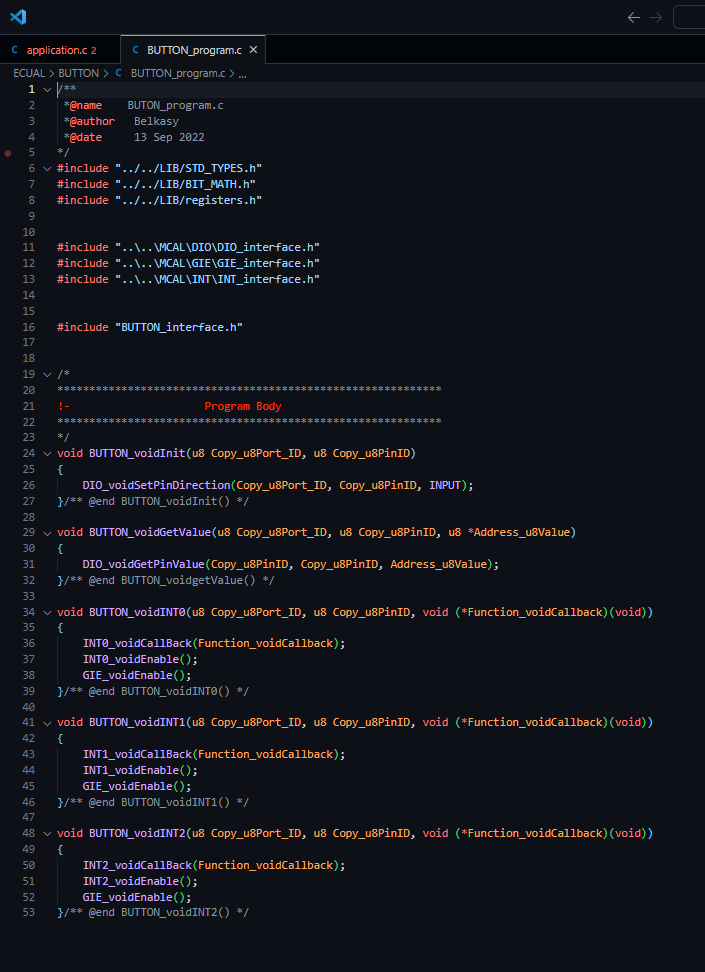 application.c 2 BUTTON_program.c
ECUAL > BUTTON > C BUTTON_program.c > ...
1 /**
2 *@name BUTON_program.c
3 *@author Belkasy
4 *@date 13 Sep 2022
5 */
6 #include "../../LIB/STD_TYPES.h"
7 #include "../../LIB/BIT_MATH.h"
8 #include "../../LIB/registers.h"
9
10
11 #include "..\..\MCAL\DIO\DIO_interface.h"
12 #include "..\..\MCAL\GIE\GIE_interface.h"
13 #include "..\..\MCAL\INT\INT_interface.h"
14
15
16 #include "BUTTON_interface.h"
17
18
19 /*
20 ************************************************************
21 !- Program Body
22 ************************************************************
23 */
24 void BUTTON_voidInit(u8 Copy_u8Port_ID, u8 Copy_u8PinID)
25 {
26 DIO_voidSetPinDirection(Copy_u8Port_ID, Copy_u8PinID, INPUT);
27 }/** @end BUTTON_voidInit() */
28
29 void BUTTON_voidGetValue(u8 Copy_u8Port_ID, u8 Copy_u8PinID, u8 *Address_u8Value)
30 {
31 DIO_voidGetPinValue(Copy_u8PinID, Copy_u8PinID, Address_u8Value);
32 }/** @end BUTTON_voidgetValue() */
33
34 void BUTTON_voidINT0(u8 Copy_u8Port_ID, u8 Copy_u8PinID, void (*Function_voidCallback)(void))
35 {
36 INT0_voidCallBack(Function_voidCallback);
37 INT0_voidEnable();
38 GIE_voidEnable();
39 }/** @end BUTTON_voidINT0() */
40
41 void BUTTON_voidINT1(u8 Copy_u8Port_ID, u8 Copy_u8PinID, void (*Function_voidCallback)(void))
42 {
43 INT1_voidCallBack(Function_voidCallback);
44 INT1_voidEnable();
45 GIE_voidEnable();
46 }/** @end BUTTON_voidINT1() */
47
48 void BUTTON_voidINT2(u8 Copy_u8Port_ID, u8 Copy_u8PinID, void (*Function_voidCallback)(void))
49 {
50 INT2_voidCallBack(Function_voidCallback);
51 INT2_voidEnable();
52 GIE_voidEnable();
53 }/** @end BUTTON_voidINT2() */